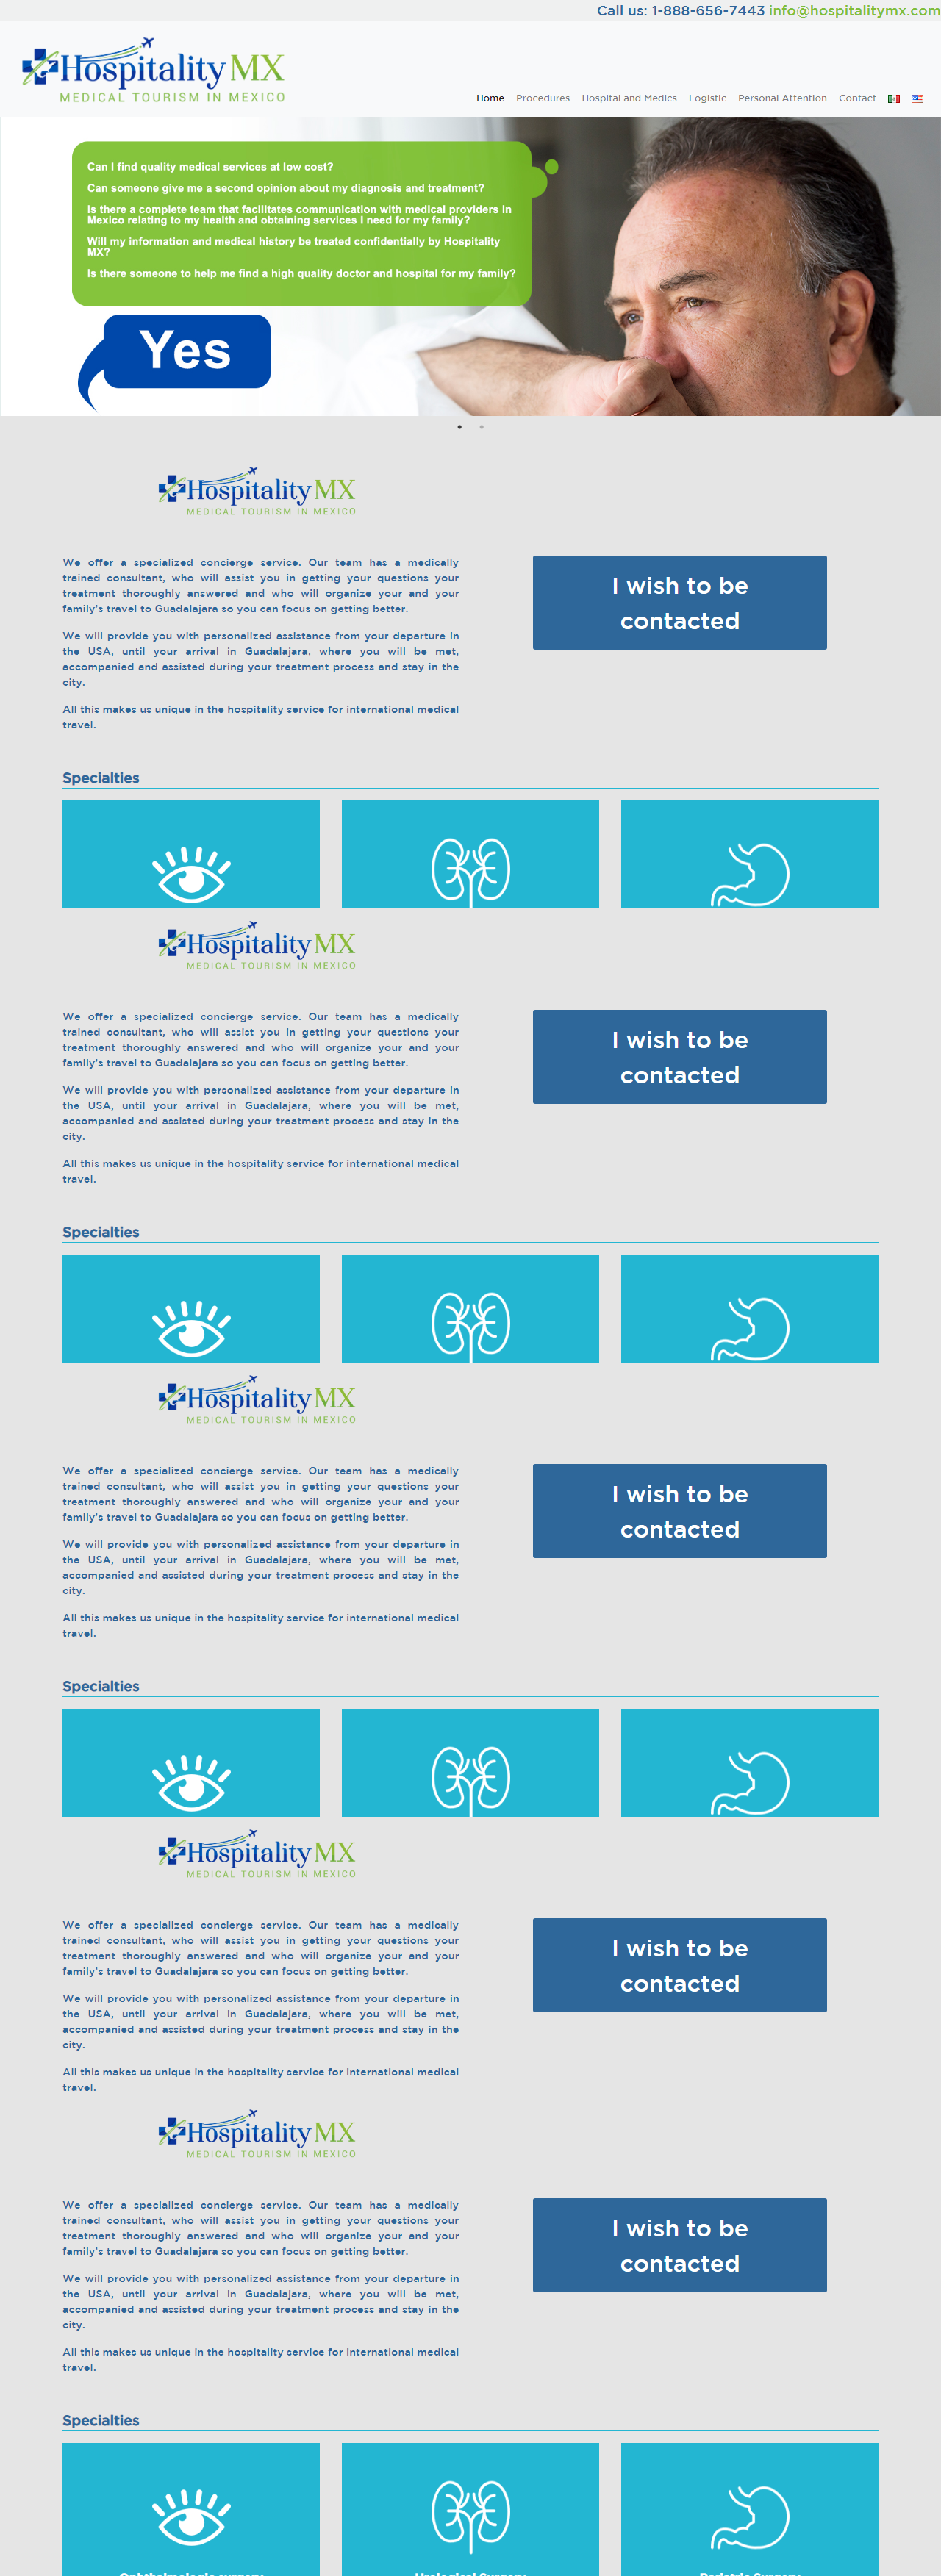 Call us: 1-888-656-7443 info@hospitalitymx.com
Hospitality MX
MEDICAL TOURISM IN MEXICO
Home Procedures Hospital and Medics Logistic Personal Attention Contact
Can I find quality medical services at low cost?
Can someone give me a second opinion about my diagnosis and treatment?
Is there a complete team that facilitates communication with medical providers in
Mexico relating to my health and obtaining services I need for my family?
Will my information and medical history be treated confidentially by Hospitality
MX?
Is there someone to help me find a high quality doctor and hospital for my family?
Yes
Hospitality MX
MEDICAL TOURISM IN MEXICO
We offer a specialized concierge service. Our team has a medically
trained consultant, who will assist you in getting your questions your
treatment thoroughly answered and who will organize your and your
family's travel to Guadalajara so you can focus on getting better.
We will provide you with personalized assistance from your departure in
the USA, until your arrival in Guadalajara, where you will be met,
accompanied and assisted during your treatment process and stay in the
city.
All this makes us unique in the hospitality service for international medical
travel.
I wish to be
contacted
Specialties
Hospitality MX
MEDICAL TOURISM IN MEXICO
We offer a specialized concierge service. Our team has a medically
trained consultant, who will assist you in getting your questions your
treatment thoroughly answered and who will organize your and your
family's travel to Guadalajara so you can focus on getting better.
We will provide you with personalized assistance from your departure in
the USA, until your arrival in Guadalajara, where you will be met,
accompanied and assisted during your treatment process and stay in the
city.
All this makes us unique in the hospitality service for international medical
travel.
I wish to be
contacted
Specialties
Hospitality MX
MEDICAL TOURISM IN MEXICO
We offer a specialized concierge service. Our team has a medically
trained consultant, who will assist you in getting your questions your
treatment thoroughly answered and who will organize your and your
family's travel to Guadalajara so you can focus on getting better.
We will provide you with personalized assistance from your departure in
the USA, until your arrival in Guadalajara, where you will be met,
accompanied and assisted during your treatment process and stay in the
city.
All this makes us unique in the hospitality service for international medical
travel.
I wish to be
contacted
Specialties
Hospitality MX
MEDICAL TOURISM IN MEXICO
We offer a specialized concierge service. Our team has a medically
trained consultant, who will assist you in getting your questions your
treatment thoroughly answered and who will organize your and your
family's travel to Guadalajara so you can focus on getting better.
We will provide you with personalized assistance from your departure in
the USA, until your arrival in Guadalajara, where you will be met,
accompanied and assisted during your treatment process and stay in the
city.
All this makes us unique in the hospitality service for international medical
travel.
I wish to be
contacted
Hospitality MX
MEDICAL TOURISM IN MEXICO
We offer a specialized concierge service. Our team has a medically
trained consultant, who will assist you in getting your questions your
treatment thoroughly answered and who will organize your and your
family's travel to Guadalajara so you can focus on getting better.
We will provide you with personalized assistance from your departure in
the USA, until your arrival in Guadalajara, where you will be met,
accompanied and assisted during your treatment process and stay in the
city.
All this makes us unique in the hospitality service for international medical
travel.
I wish to be
contacted
Specialties